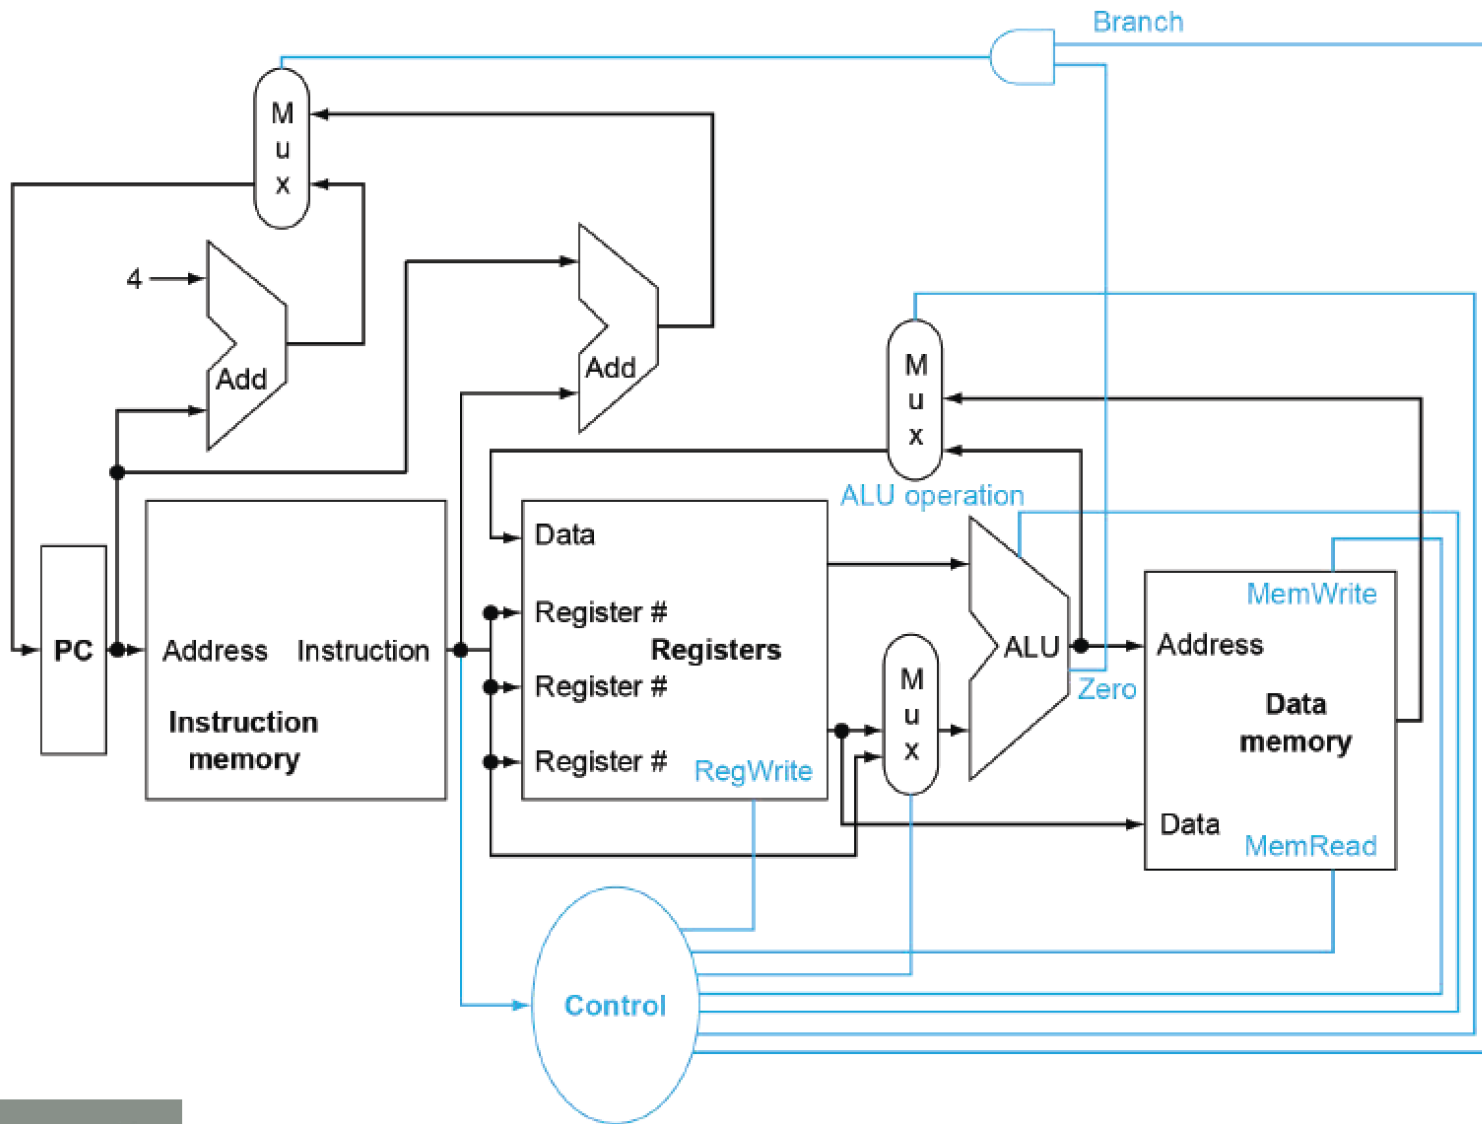 Branch
M
u
x
4
Add
Add
M
u
x
ALU operation
Data
Register #
Registers
Register #
Register #
RegWrite
PC
Address Instruction
Instruction
memory
M
u
x
ALU
Zero
MemWrite
Address
Data
memory
Data
MemRead
Control